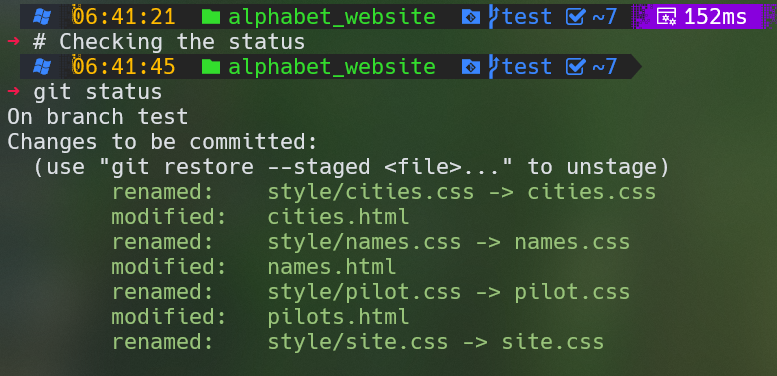 06:41:21 alphabet_website test ~7 152ms
→ # Checking the status
06:41:45 alphabet_website test ~7
→ git status
On branch test
Changes to be committed:
  (use "git restore --staged <file>..." to unstage)
        renamed:    style/cities.css -> cities.css
        modified:   cities.html
        renamed:    style/names.css -> names.css
        modified:   names.html
        renamed:    style/pilot.css -> pilot.css
        modified:   pilots.html
        renamed:    style/site.css -> site.css